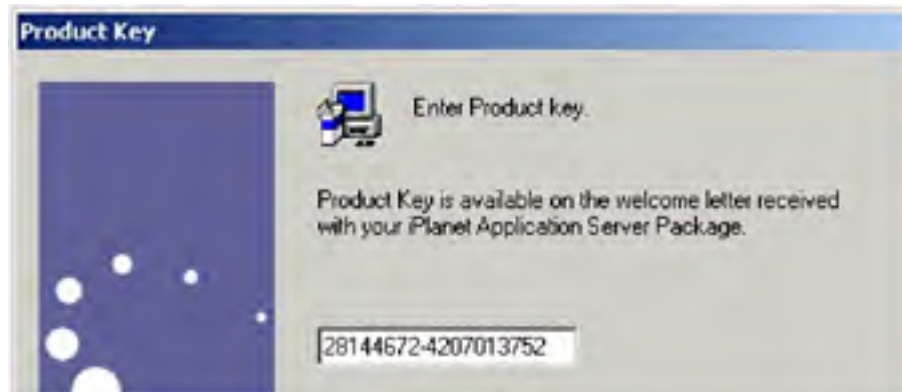 Product Key
Enter Product key.
Product Key is available on the welcome letter received
with your iPlanet Application Server Package.
28144672-4207013752